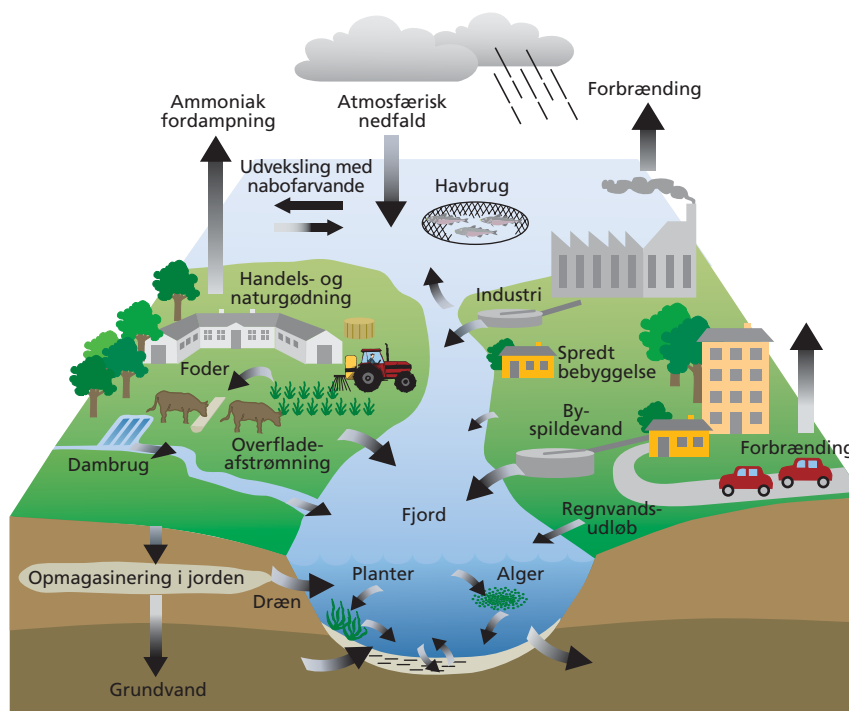 Ammoniak
fordampning
Atmosfærisk
nedfald
Forbrænding
Udveksling med
nabofarvande
Havbrug
Handels- og
naturgødning
Industri
Foder
Spredt
bebyggelse
By-
spildevand
Overflade-
afstrømning
Dambrug
Forbrænding
Fjord
Regnvands-
udløb
Opmagasinering i jorden
Planter
Alger
Dræn
Grundvand